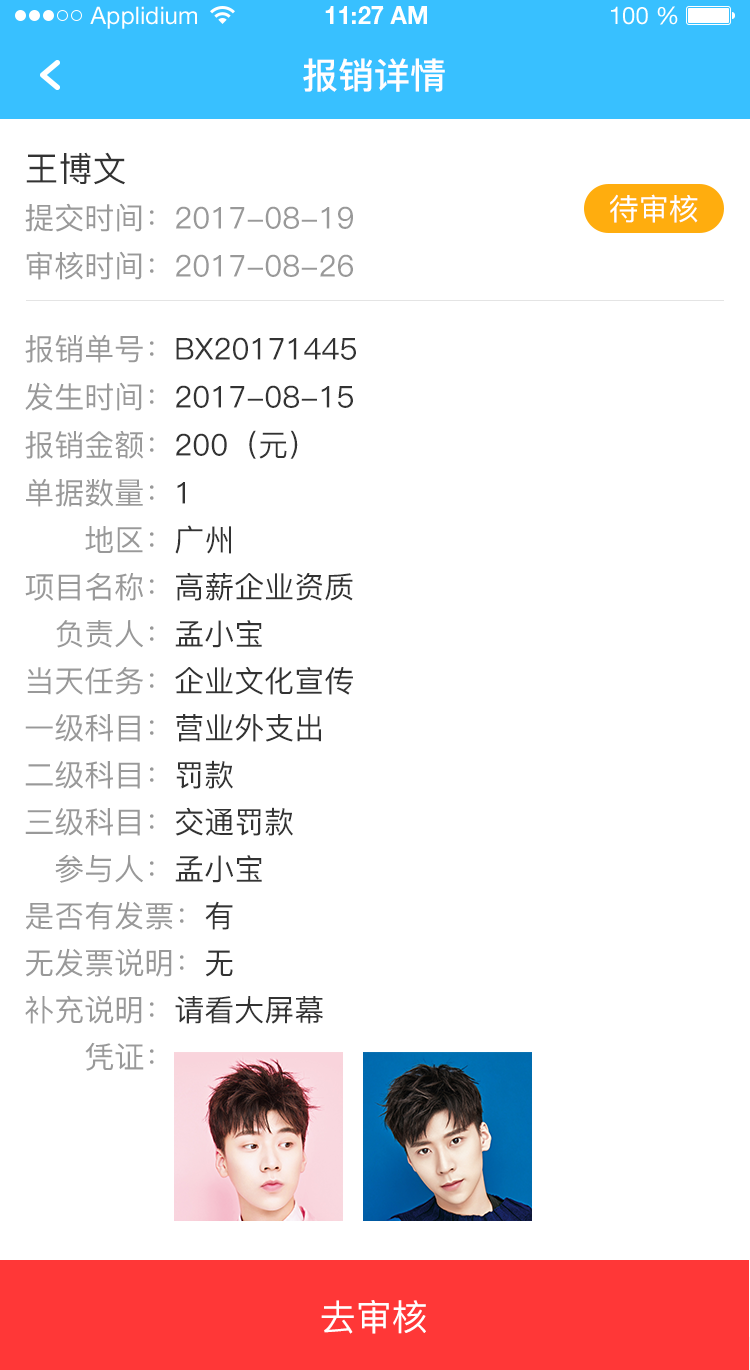 Applidium 11:27 AM 100 %
报销详情
王博文
提交时间：2017-08-19
待审核
审核时间：2017-08-26
报销单号：BX20171445
发生时间：2017-08-15
报销金额：200（元）
单据数量：1
地区：广州
项目名称：高薪企业资质
负责人：孟小宝
当天任务：企业文化宣传
一级科目：营业外支出
二级科目：罚款
三级科目：交通罚款
参与人：孟小宝
是否有发票：有
无发票说明：无
补充说明：请看大屏幕
凭证：
去审核